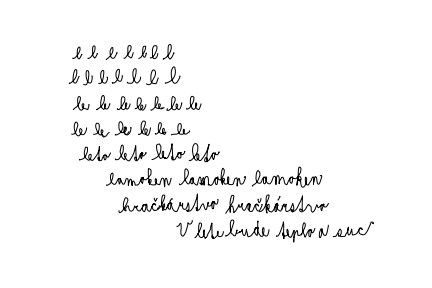 l l l l l l l
l l l l l l l
le le le le le le le
le le le le le le
leto leto leto leto
lamoken lamoken lamoken
hračkárstvo hračkárstvo
V lete bude teplo a suc